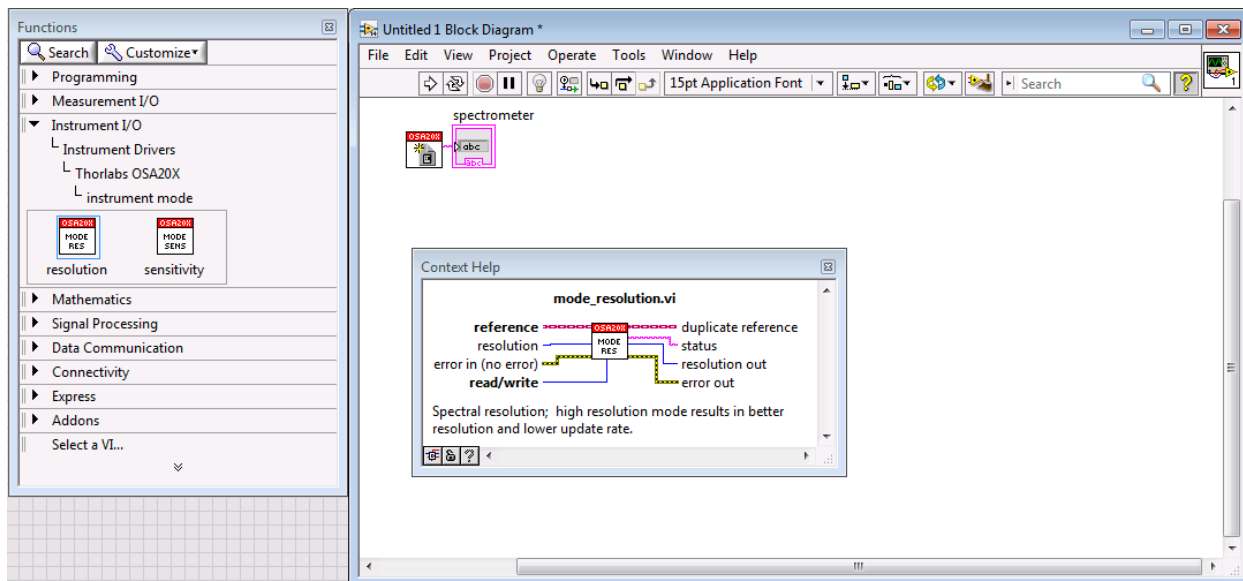 Functions
Search Customize
Programming
Measurement I/O
Instrument I/O
Instrument Drivers
Thorlabs OSA20X
instrument mode
OSA20X
MODE
RES
OSA20X
MODE
SENS
resolution sensitivity
Mathematics
Signal Processing
Data Communication
Connectivity
Express
Addons
Select a VI...
Untitled 1 Block Diagram *
File Edit View Project Operate Tools Window Help
15pt Application Font
Search
?
1
spectrometer
OSA20X
abc
abc
Context Help
mode_resolution.vi
reference OSA20X duplicate reference
resolution MODE status
RES
error in (no error) resolution out
read/write error out
Spectral resolution; high resolution mode results in better
resolution and lower update rate.
?